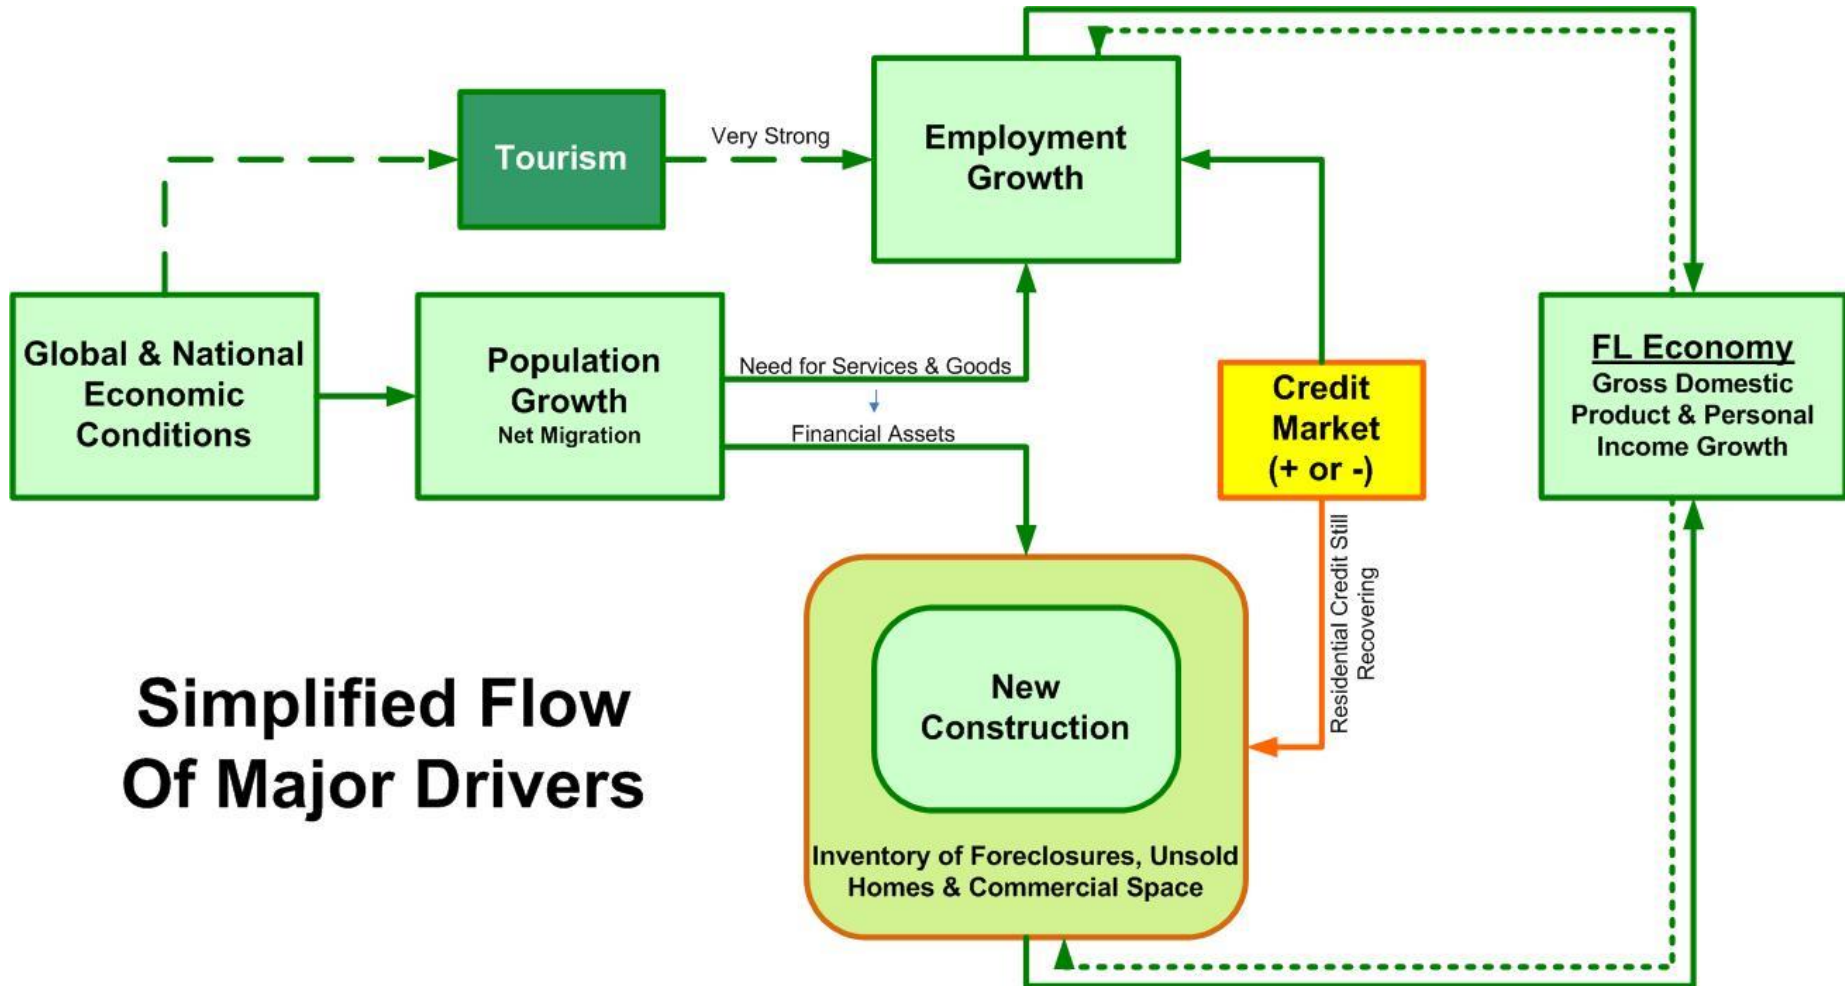 Tourism
Very Strong
Employment
Growth
Global & National
Economic
Conditions
Population
Growth
Net Migration
Need for Services & Goods
Financial Assets
Credit
Market
(+ or -)
FL Economy
Gross Domestic
Product & Personal
Income Growth
Residential Credit Still
Recovering
New
Construction
Inventory of Foreclosures, Unsold
Homes & Commercial Space
Simplified Flow
Of Major Drivers